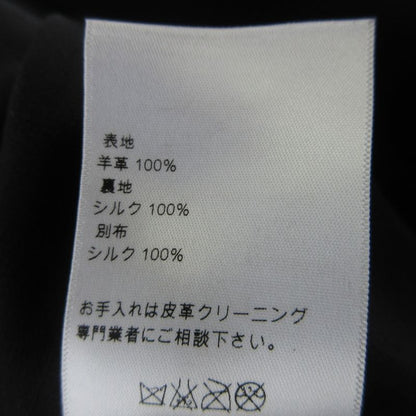 表地
羊革 100%
裏地
シルク 100%
別布
シルク 100%
お手入れは皮革クリーニング
専門業者にご相談下さい。